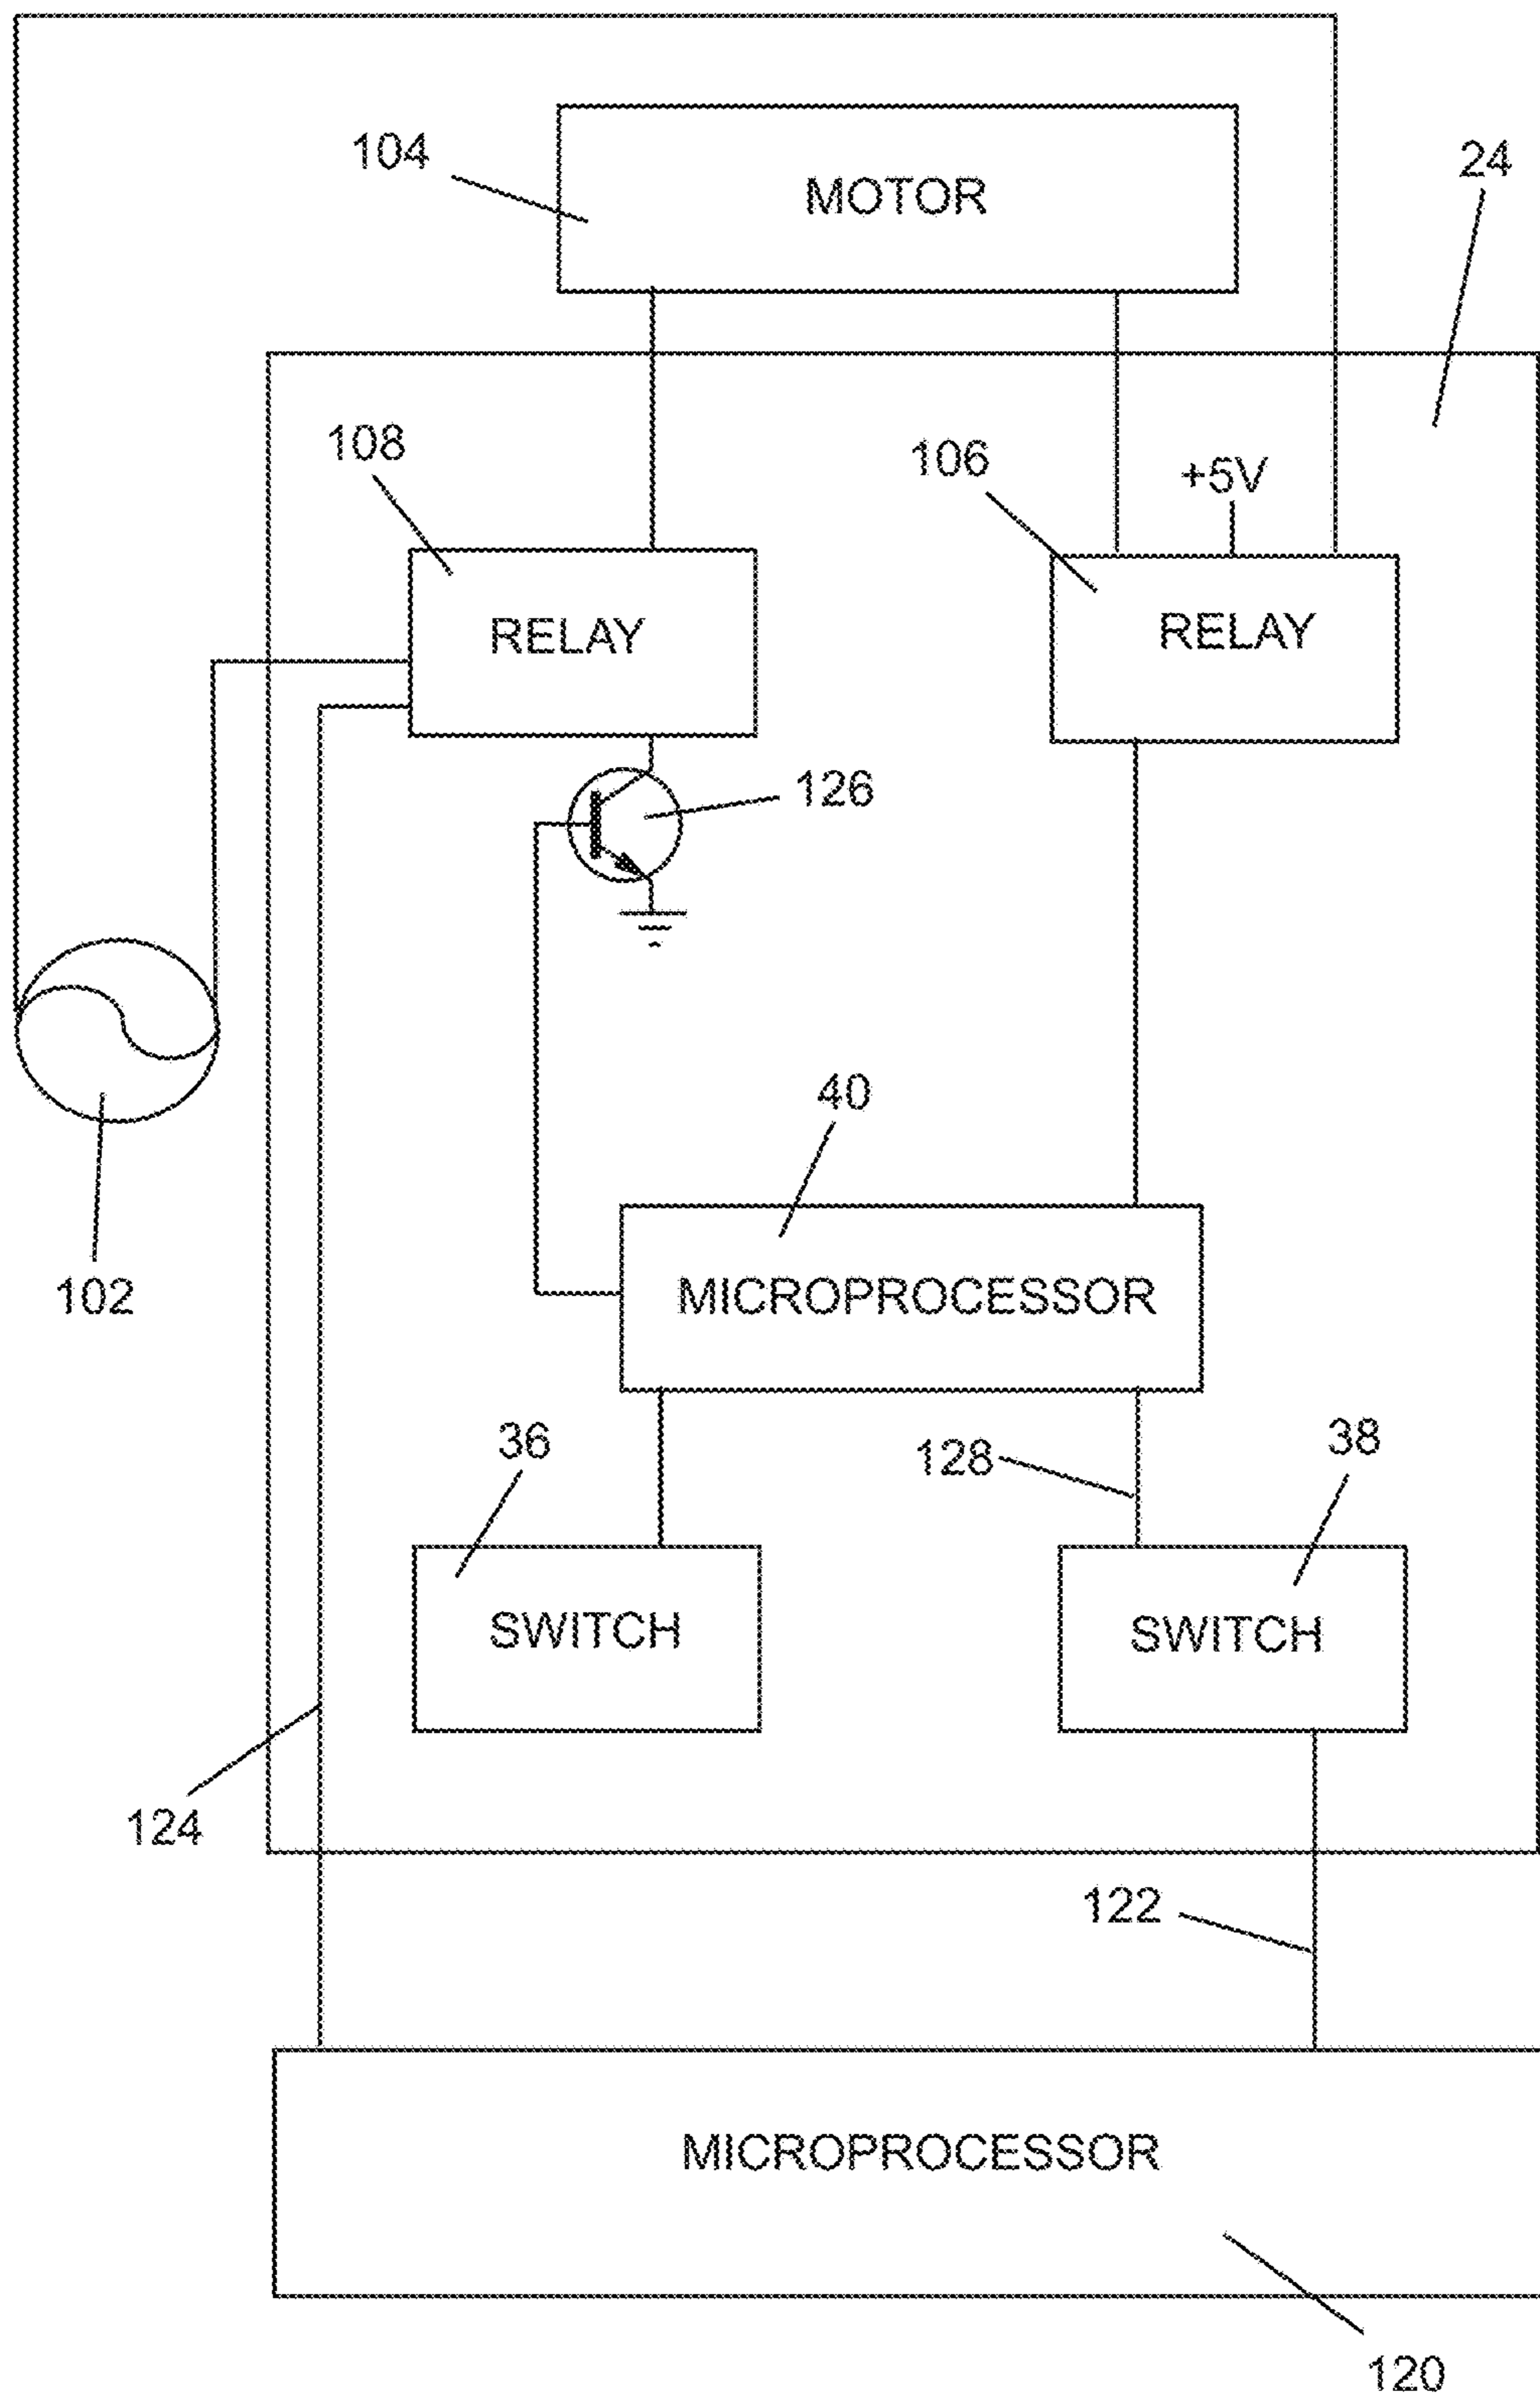 104
MOTOR
24
108
106
+5V
RELAY
RELAY
126
40
102
MICROPROCESSOR
36
128
38
SWITCH
SWITCH
124
122
MICROPROCESSOR
120